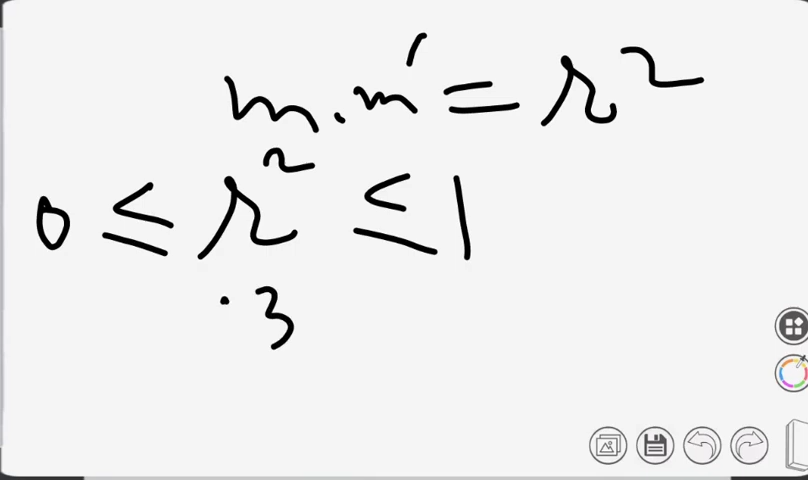 m.m' = r²
0 ≤ r² ≤ 1
.3